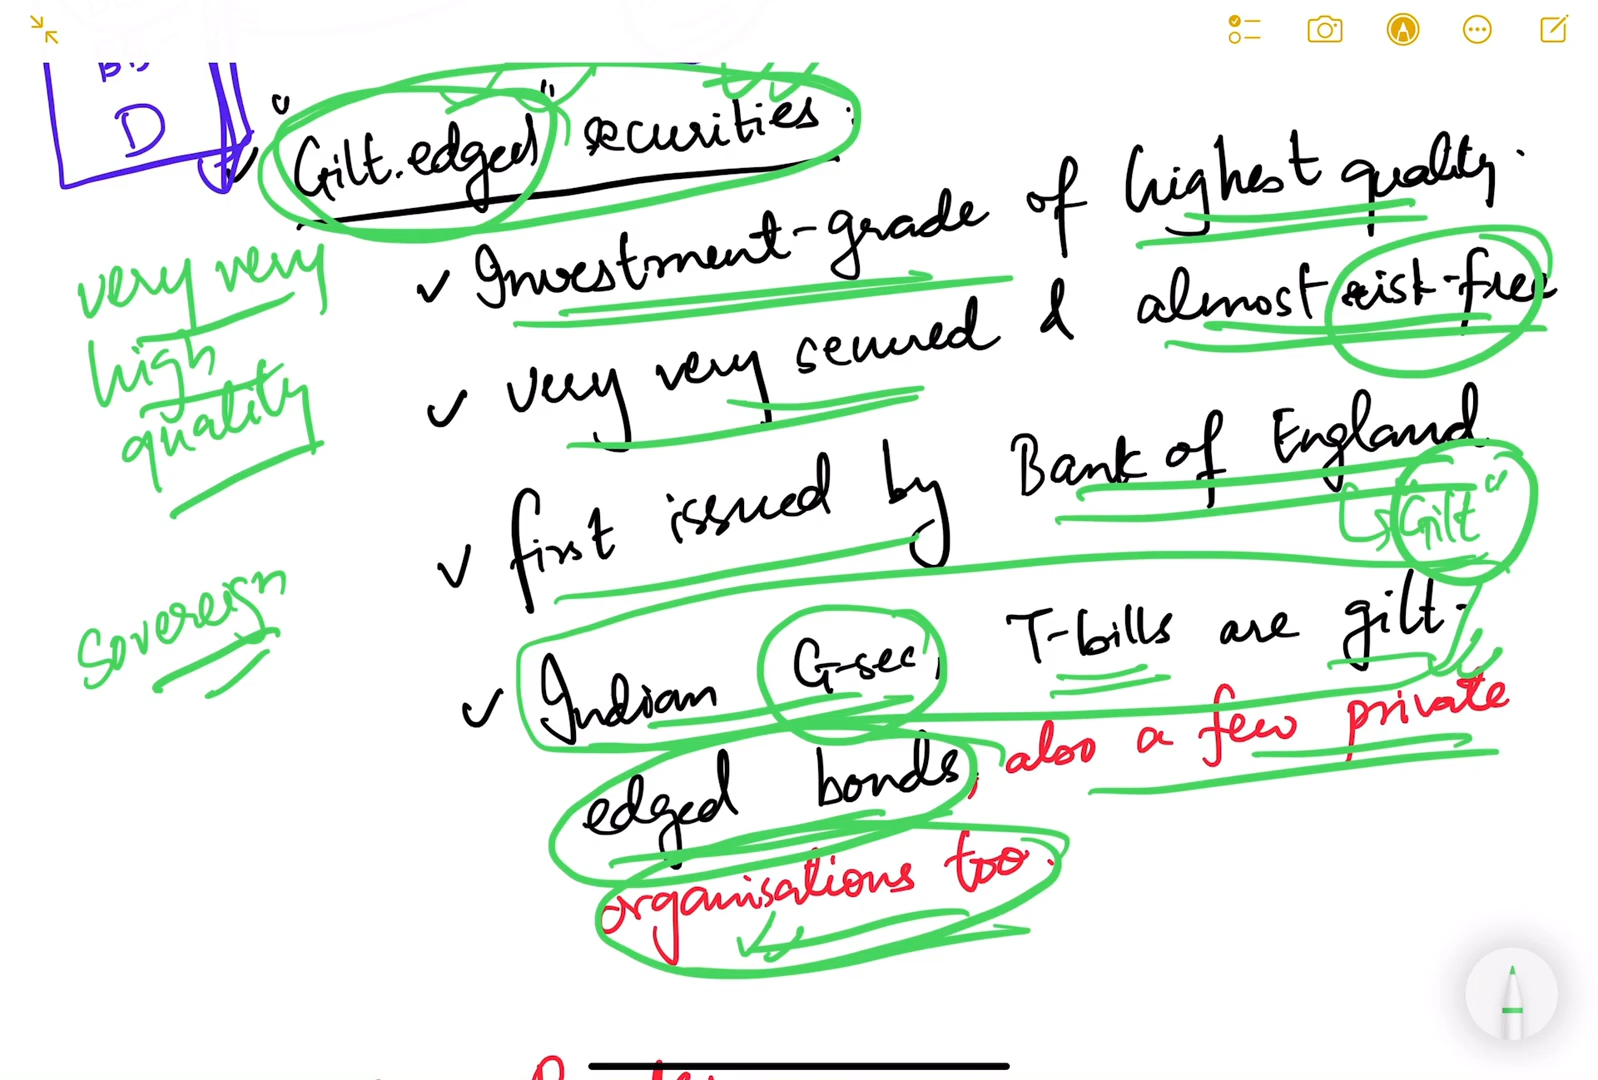 D
"Gilt-edged" securities:
✓ Investment-grade of highest quality.
very very
high
quality
✓ very very secured & almost risk-free
✓ first issued by Bank of England
↳ Gilt"
Sovereign
✓ Indian G-sec, T-bills are gilt-
edged bonds, also a few private
organisations too.